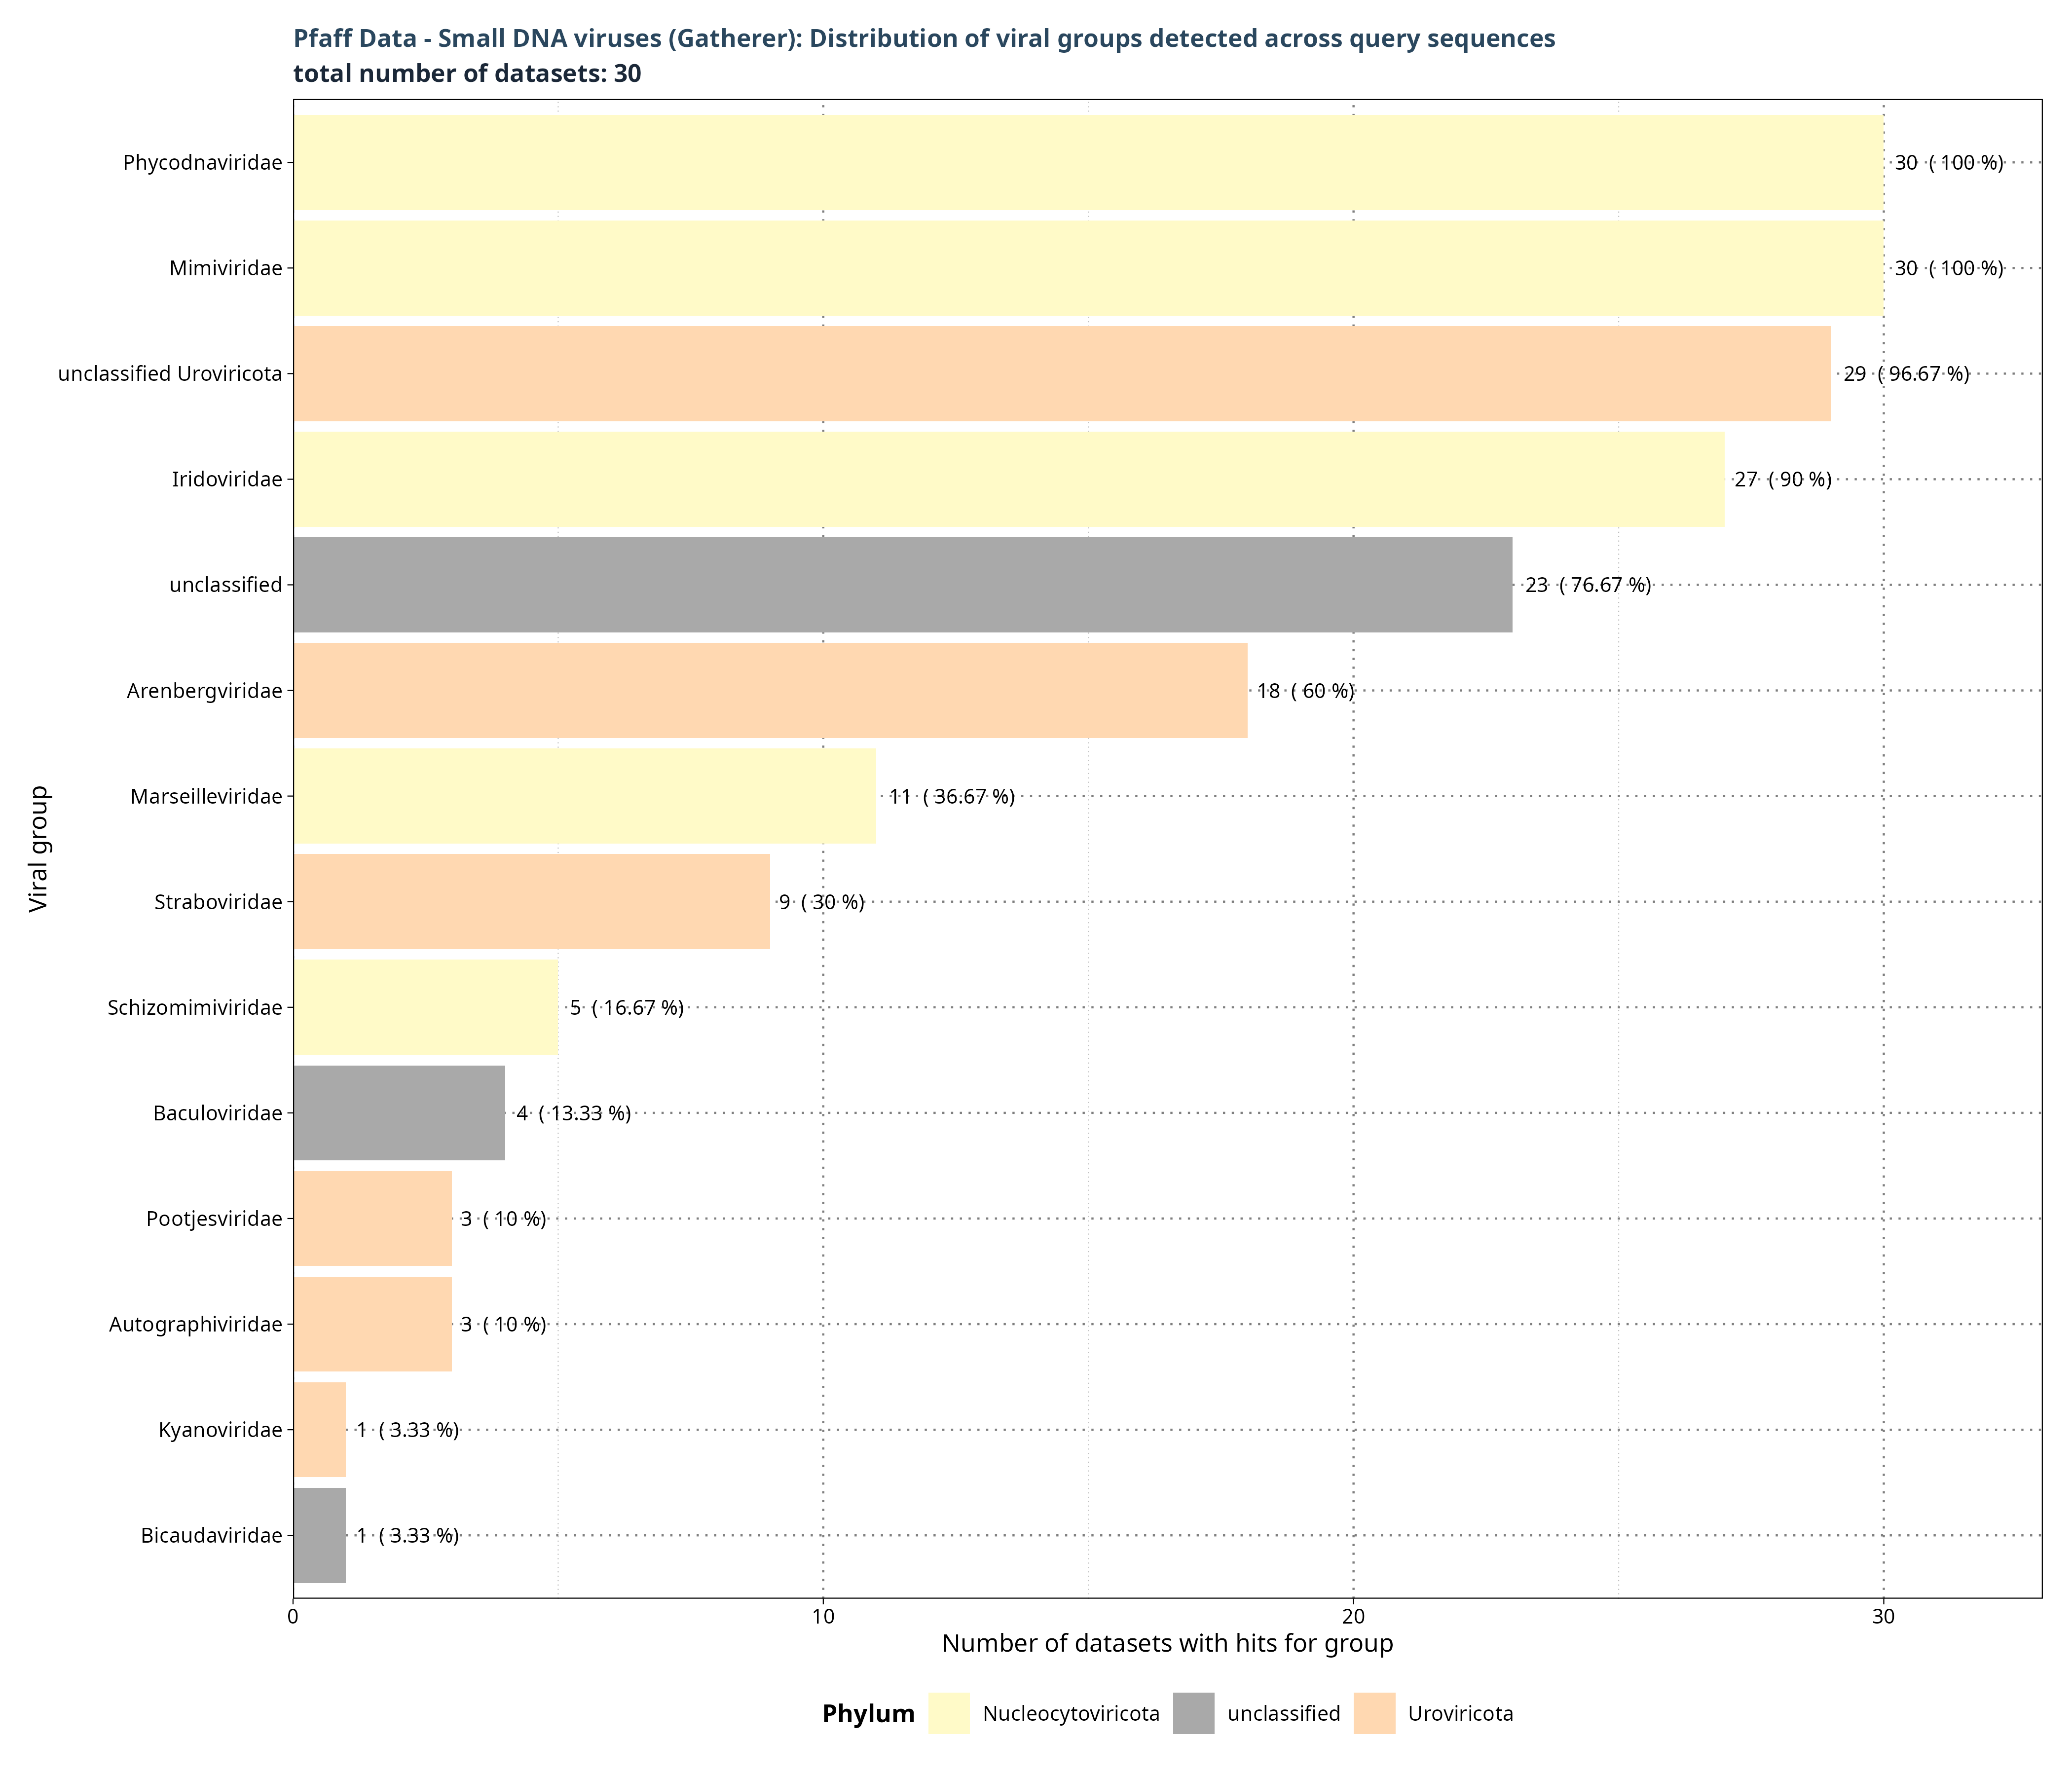 Pfaff Data - Small DNA viruses (Gatherer): Distribution of viral groups detected across query sequences
total number of datasets: 30
Viral group
Phycodnaviridae 30 ( 100 %)
Mimiviridae 30 ( 100 %)
unclassified Uroviricota 29 ( 96.67 %)
Iridoviridae 27 ( 90 %)
unclassified 23 ( 76.67 %)
Arenbergviridae 18 ( 60 %)
Marseilleviridae 11 ( 36.67 %)
Straboviridae 9 ( 30 %)
Schizomimiviridae 5 ( 16.67 %)
Baculoviridae 4 ( 13.33 %)
Pootjesviridae 3 ( 10 %)
Autographiviridae 3 ( 10 %)
Kyanoviridae 1 ( 3.33 %)
Bicaudaviridae 1 ( 3.33 %)
0 10 20 30
Number of datasets with hits for group
Phylum Nucleocytoviricota unclassified Uroviricota